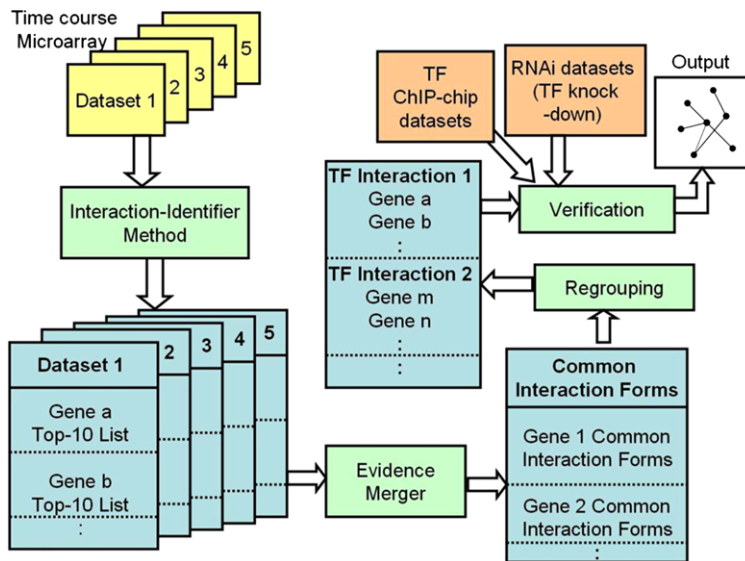 Time course
Microarray
5
4
3
2
Dataset 1
Interaction-Identifier
Method
5
4
3
2
Dataset 1
Gene a
Top-10 List
Gene b
Top-10 List
:
Evidence
Merger
Common
Interaction Forms
Gene 1 Common
Interaction Forms
Gene 2 Common
Interaction Forms
:
Regrouping
TF Interaction 1
Gene a
Gene b
:
TF Interaction 2
Gene m
Gene n
:
:
TF
ChIP-chip
datasets
RNAi datasets
(TF knock
-down)
Verification
Output